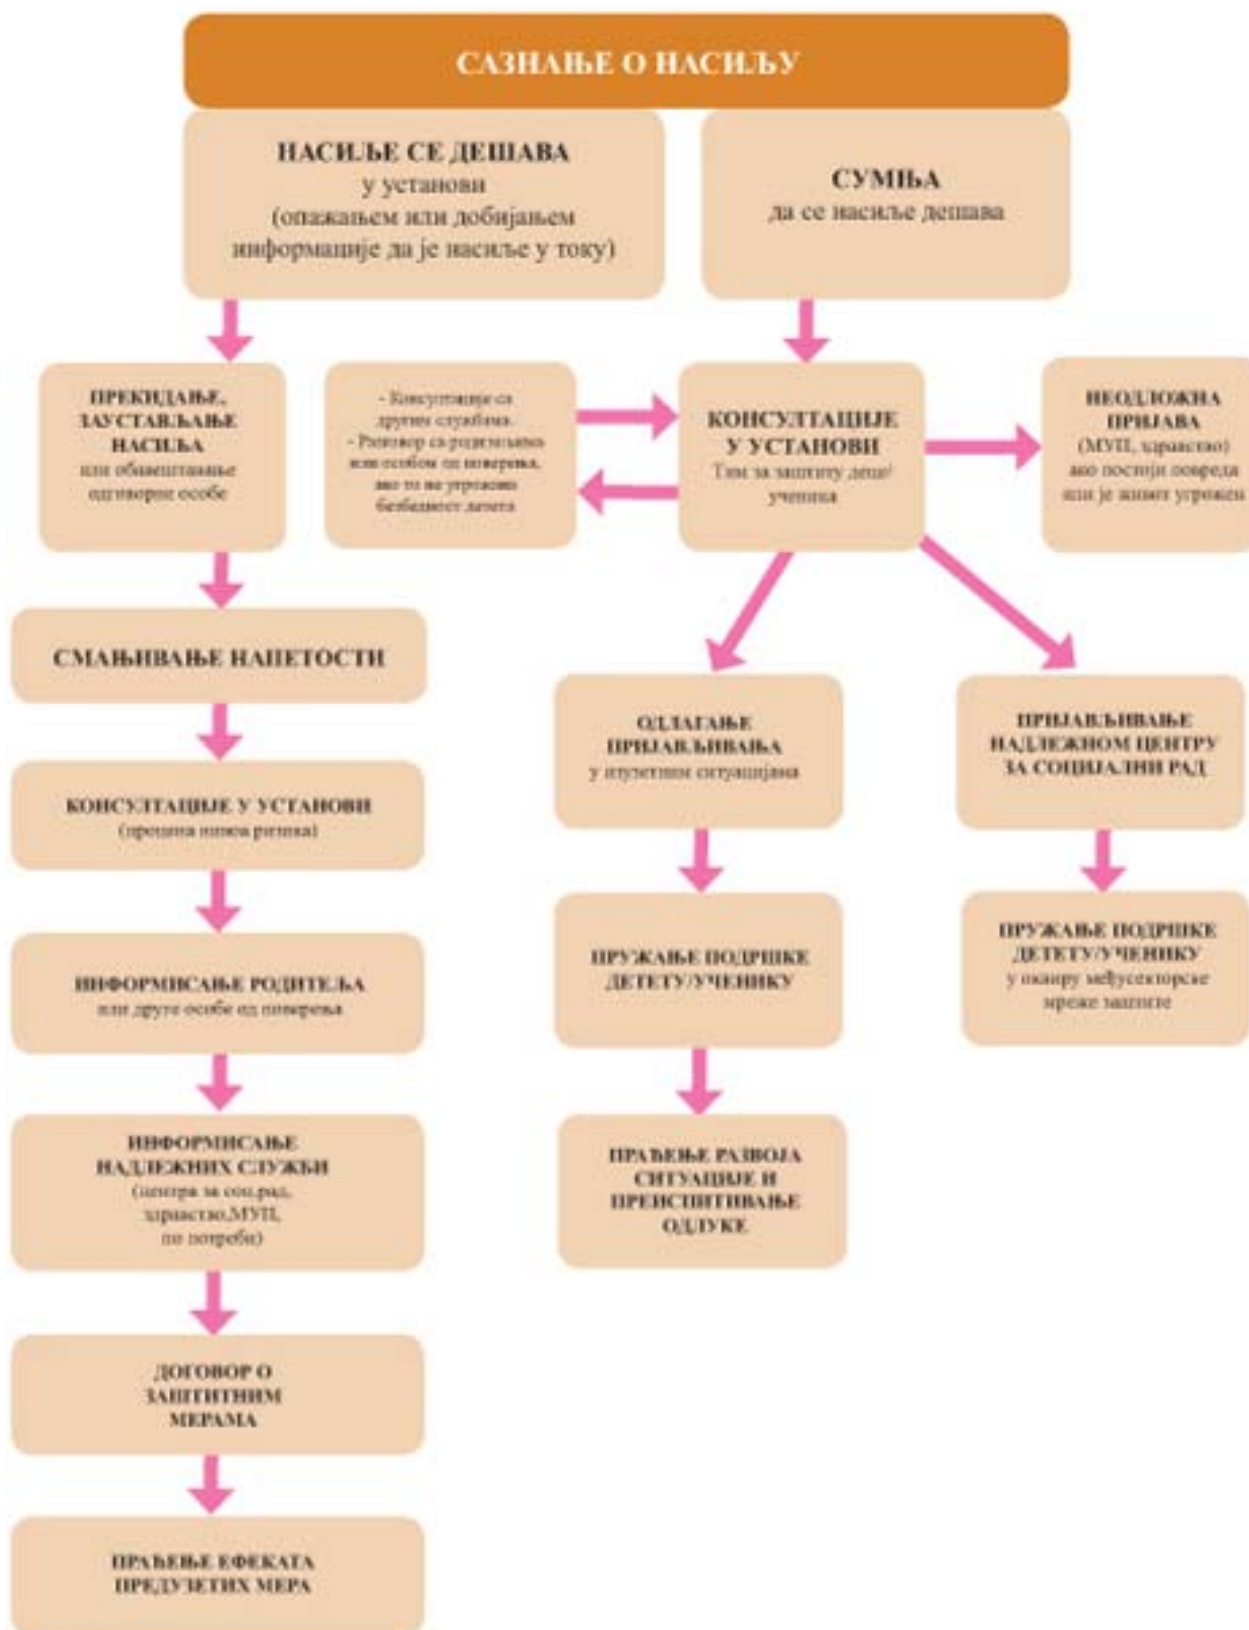 САЗНАЊЕ О НАСИЉУ
НАСИЉЕ СЕ ДЕШАВА
у установи
(опажањем или добијањем
информације да је насиље у току)
СУМЊА
да се насиље дешава
ПРЕКИДАЊЕ,
ЗАУСТАВЉАЊЕ
НАСИЉА
или обавештавање
одговорне особе
- Консултације са
другим службама.
- Разговор са родитељима
или особом од поверења,
ако то не угрожава
безбедност детета
КОНСУЛТАЦИЈЕ
У УСТАНОВИ
Тим за заштиту деце/
ученика
НЕОДЛОЖНА
ПРИЈАВА
(МУП, здравство)
ако постоји повреда
или је живот угрожен
СМАЊИВАЊЕ НАПЕТОСТИ
КОНСУЛТАЦИЈЕ У УСТАНОВИ
(процена нивоа ризика)
ИНФОРМИСАЊЕ РОДИТЕЉА
или друге особе од поверења
ИНФОРМИСАЊЕ
НАДЛЕЖНИХ СЛУЖБИ
(центра за соц.рад,
здравство,МУП,
по потреби)
ДОГОВОР О
ЗАШТИТНИМ
МЕРАМА
ПРАЋЕЊЕ ЕФЕКАТА
ПРЕДУЗЕТИХ МЕРА
ОДЛАГАЊЕ
ПРИЈАВЉИВАЊА
у изузетним ситуацијама
ПРУЖАЊЕ ПОДРШКЕ
ДЕТЕТУ/УЧЕНИКУ
ПРАЋЕЊЕ РАЗВОЈА
СИТУАЦИЈЕ И
ПРЕИСПИТИВАЊЕ
ОДЛУКЕ
ПРИЈАВЉИВАЊЕ
НАДЛЕЖНОМ ЦЕНТРУ
ЗА СОЦИЈАЛНИ РАД
ПРУЖАЊЕ ПОДРШКЕ
ДЕТЕТУ/УЧЕНИКУ
у оквиру међусекторске
мреже заштите